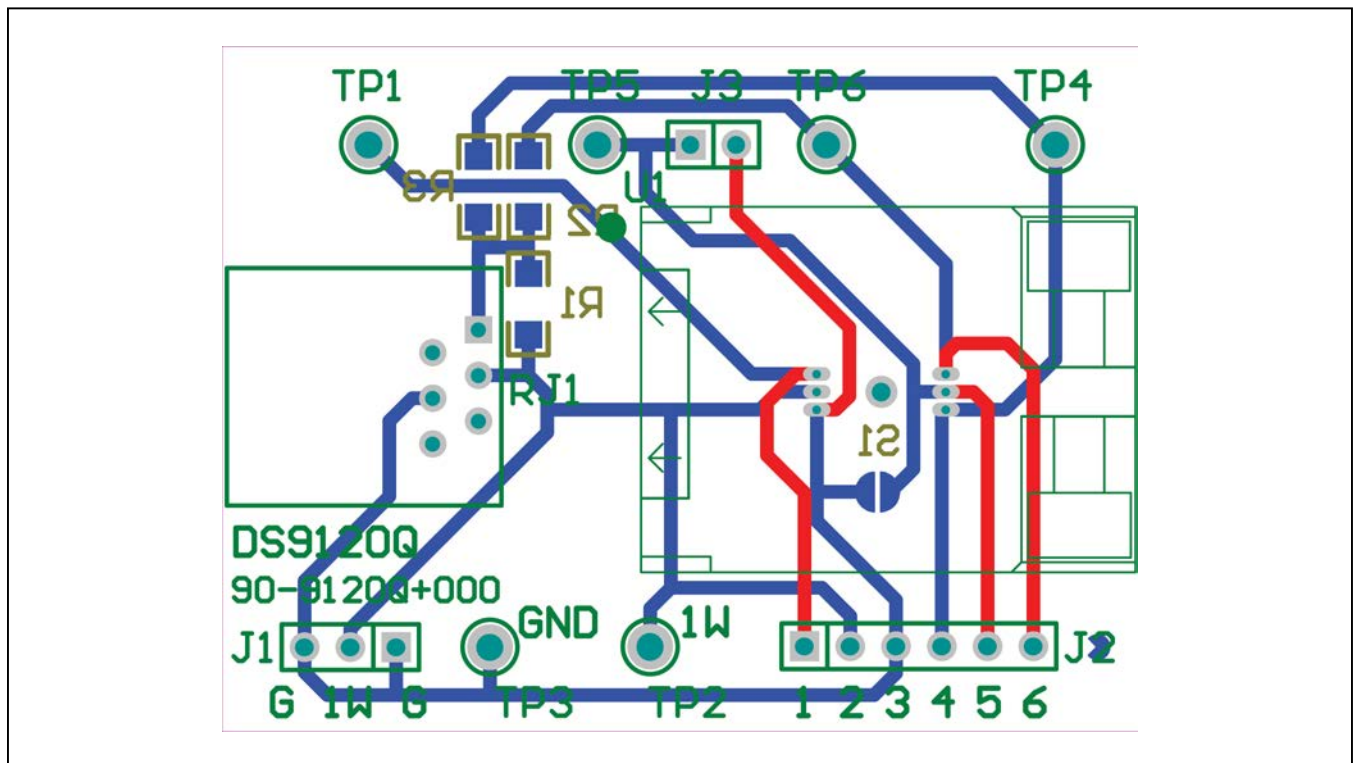 TP1 TP5 J3 TP6 TP4
R3 U1
R2
R1
RJ1
S1
DS9120Q
90-9120Q+000
GND 1W
J1 J2
G 1W G TP3 TP2 1 2 3 4 5 6